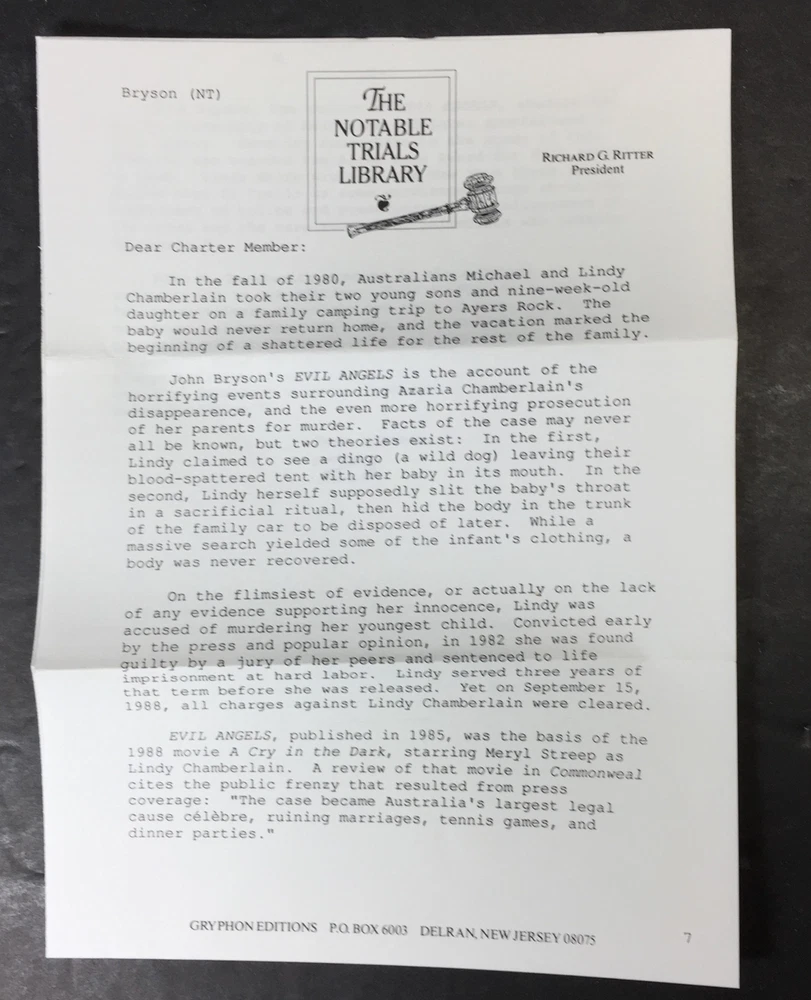 Bryson (NT)
THE
NOTABLE
TRIALS
LIBRARY
RICHARD G. RITTER
President
Dear Charter Member:
In the fall of 1980, Australians Michael and Lindy
Chamberlain took their two young sons and nine-week-old
daughter on a family camping trip to Ayers Rock. The
baby would never return home, and the vacation marked the
beginning of a shattered life for the rest of the family.
John Bryson's EVIL ANGELS is the account of the
horrifying events surrounding Azaria Chamberlain's
disappearance, and the even more horrifying prosecution
of her parents for murder. Facts of the case may never
all be known, but two theories exist: In the first,
Lindy claimed to see a dingo (a wild dog) leaving their
blood-spattered tent with her baby in its mouth. In the
second, Lindy herself supposedly slit the baby's throat
in a sacrificial ritual, then hid the body in the trunk
of the family car to be disposed of later. While a
massive search yielded some of the infant's clothing, a
body was never recovered.
On the flimsiest of evidence, or actually on the lack
of any evidence supporting her innocence, Lindy was
accused of murdering her youngest child. Convicted early
by the press and popular opinion, in 1982 she was found
guilty by a jury of her peers and sentenced to life
imprisonment at hard labor. Lindy served three years of
that term before she was released. Yet on September 15,
1988, all charges against Lindy Chamberlain were cleared.
EVIL ANGELS, published in 1985, was the basis of the
1988 movie A Cry in the Dark, starring Meryl Streep as
Lindy Chamberlain. A review of that movie in Commonweal
cites the public frenzy that resulted from press
coverage: "The case became Australia's largest legal
cause célèbre, ruining marriages, tennis games, and
dinner parties."
GRYPHON EDITIONS P.O. BOX 6003 DELRAN, NEW JERSEY 08075
7